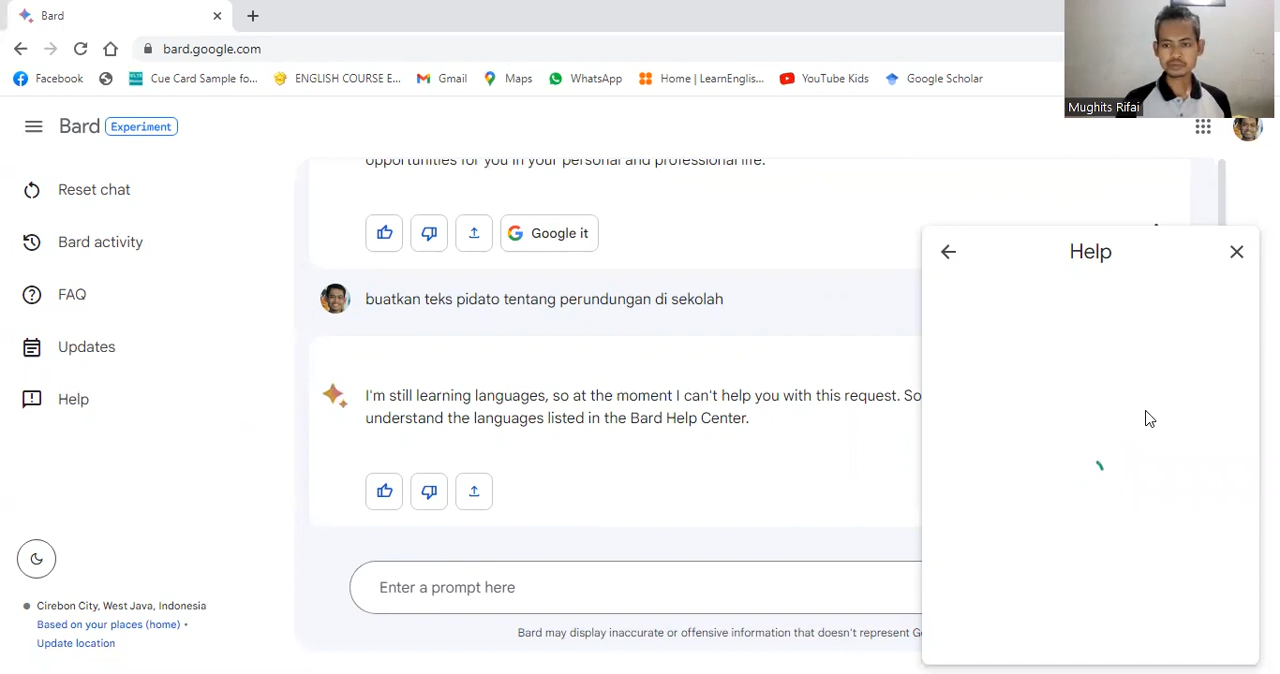 Bard
bard.google.com
Facebook
Cue Card Sample fo...
ENGLISH COURSE E...
Gmail
Maps
WhatsApp
Home | LearnEnglis...
YouTube Kids
Google Scholar
Mughits Rifai
Bard Experiment
Reset chat
Bard activity
FAQ
Updates
Help
opportunities for you in your personal and professional life.
Google it
buatkan teks pidato tentang perundungan di sekolah
I'm still learning languages, so at the moment I can't help you with this request. So
understand the languages listed in the Bard Help Center.
Enter a prompt here
Bard may display inaccurate or offensive information that doesn't represent G
Help
Cirebon City, West Java, Indonesia
Based on your places (home) •
Update location